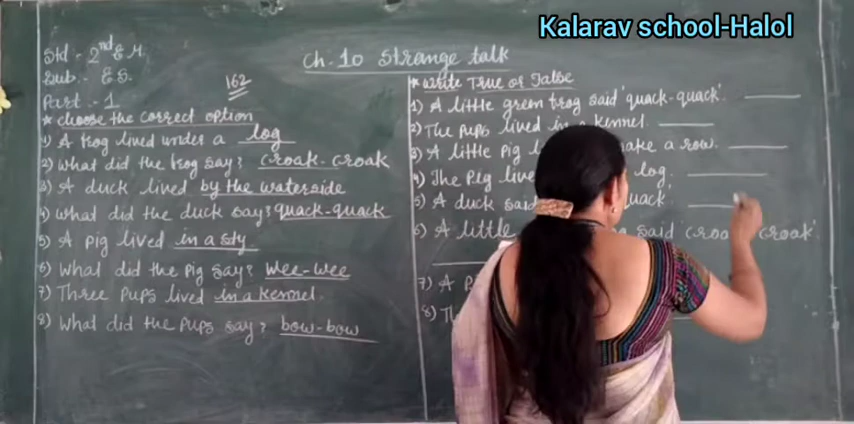 Kalarav school-Halol
Std - 2nd E.M.
Sub. - E.S.
Part - 1
162
Ch. 10 Strange talk
* choose the correct option
1) A frog lived under a log
2) What did the frog say? croak-croak
3) A duck lived by the waterside
4) What did the duck say? quack-quack
5) A pig lived in a sty
6) What did the pig say? wee-wee
7) Three pups lived in a kennel.
8) What did the pups say? bow-bow
* write True or False
1) A little green frog said 'quack-quack'.
2) The pups lived in a kennel.
3) A little pig make a row.
4) The pig log.
5) A duck said
6) A little said 'croak'.
7) A
8)